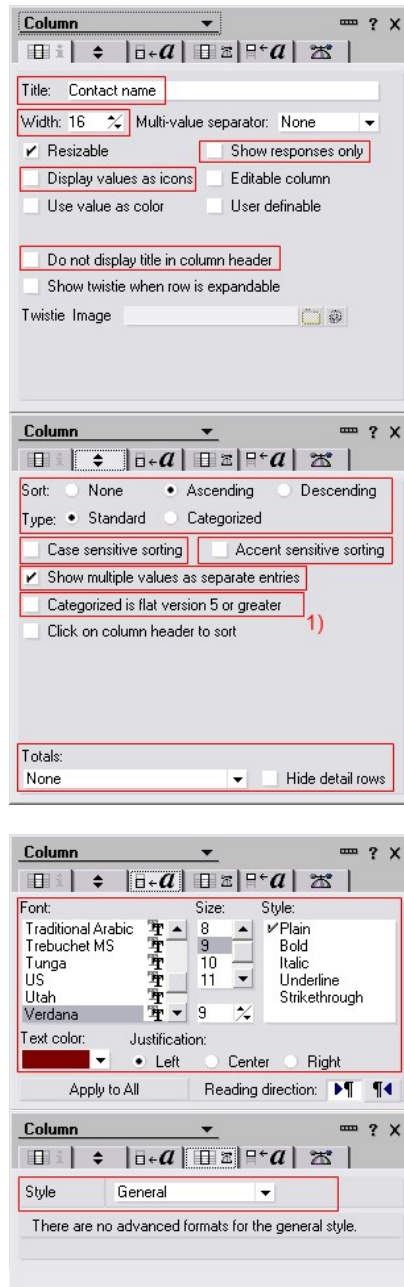 Column ? X
a a
Title: Contact name
Width: 16 Multi-value separator: None
Resizable Show responses only
Display values as icons Editable column
Use value as color User definable
Do not display title in column header
Show twistie when row is expandable
Twistie Image
Column ? X
a a
Sort: None Ascending Descending
Type: Standard Categorized
Case sensitive sorting Accent sensitive sorting
Show multiple values as separate entries
Categorized is flat version 5 or greater
1)
Click on column header to sort
Totals:
None Hide detail rows
Column ? X
a a
Font: Size: Style:
Traditional Arabic 8 Plain
Trebuchet MS 9 Bold
Tunga 10 Italic
US 11 Underline
Utah Strikethrough
Verdana 9
Text color: Justification:
Left Center Right
Apply to All Reading direction: ¶ ¶
Column ? X
a a
Style General
There are no advanced formats for the general style.